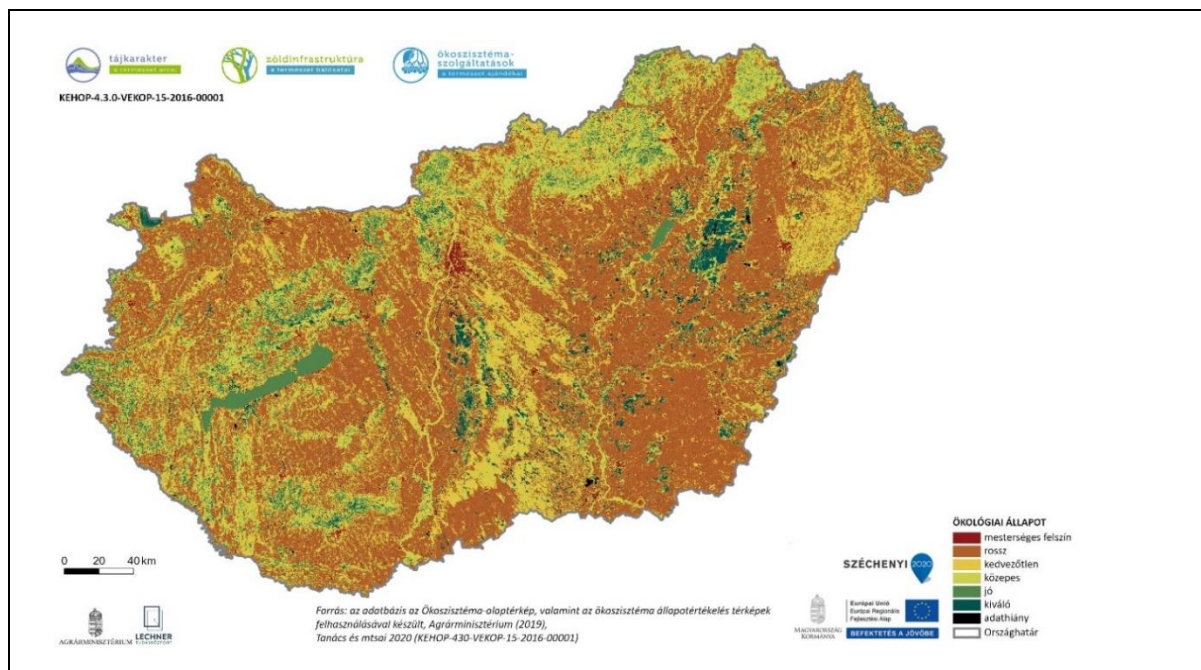 tájkarakter
a természet arcai
zöldinfrastruktúra
a természet hálózatai
ökoszisztéma-
szolgáltatások
a természet ajándékai
KEHOP-4.3.0-VEKOP-15-2016-00001
0 20 40 km
AGRÁRMINISZTÉRIUM
LECHNER
TUDÁSKÖZPONT
Forrás: az adatbázis az Ökoszisztéma-alaptérkép, valamint az ökoszisztéma állapotértékelés térképek
felhasználásával készült, Agrárminisztérium (2019),
Tanács és mtsai 2020 (KEHOP-430-VEKOP-15-2016-00001)
SZÉCHENYI 2020
MAGYARORSZÁG
KORMÁNYA
Európai Unió
Európai Regionális
Fejlesztési Alap
BEFEKTETÉS A JÖVŐBE
ÖKOLÓGIAI ÁLLAPOT
mesterséges felszín
rossz
kedvezőtlen
közepes
jó
kiváló
adathiány
Országhatár